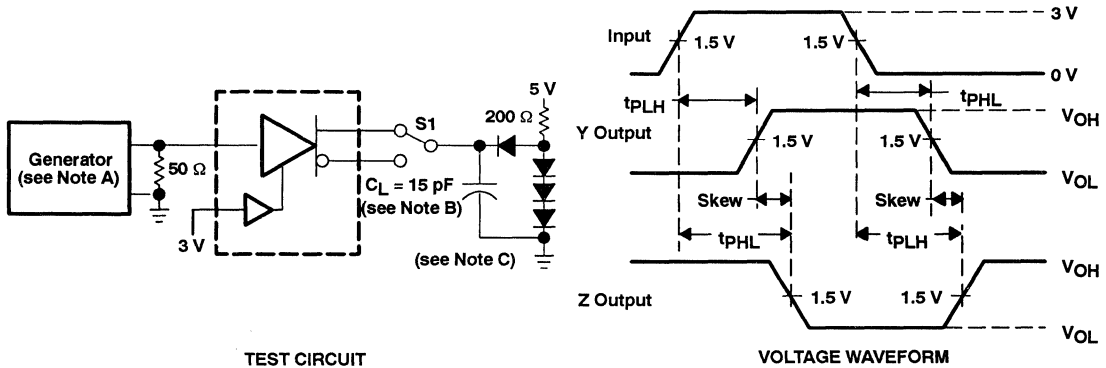 Generator
(see Note A)
50 Ω
3 V
S1
C_L = 15 pF
(see Note B)
200 Ω
5 V
(see Note C)
TEST CIRCUIT
Input
1.5 V
1.5 V
3 V
0 V
t_PLH
t_PHL
Y Output
1.5 V
1.5 V
V_OH
V_OL
Skew
Skew
t_PHL
t_PLH
Z Output
1.5 V
1.5 V
V_OH
V_OL
VOLTAGE WAVEFORM